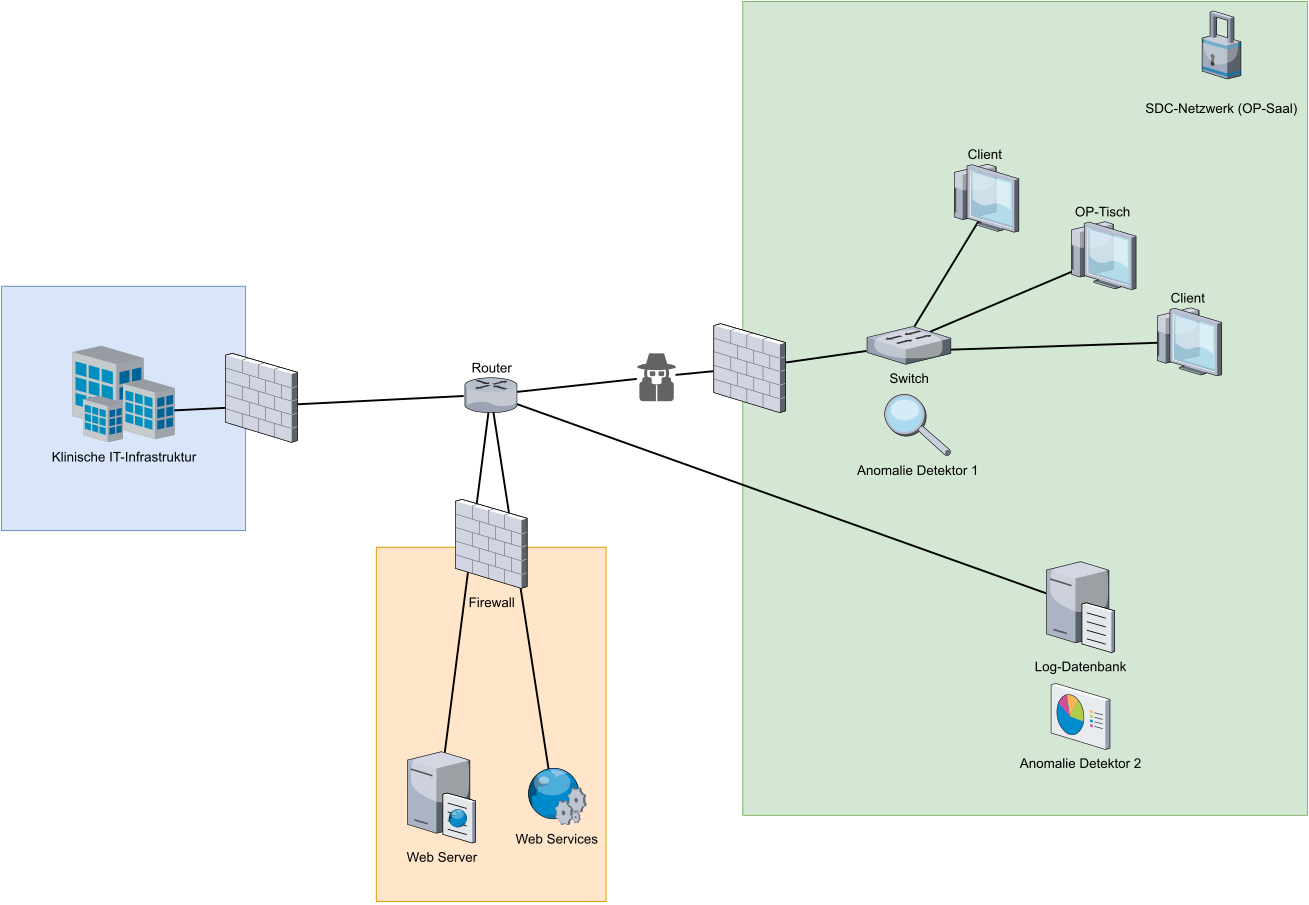 SDC-Netzwerk (OP-Saal)
Client
OP-Tisch
Client
Router
Switch
Klinische IT-Infrastruktur
Anomalie Detektor 1
Firewall
Log-Datenbank
Anomalie Detektor 2
Web Services
Web Server